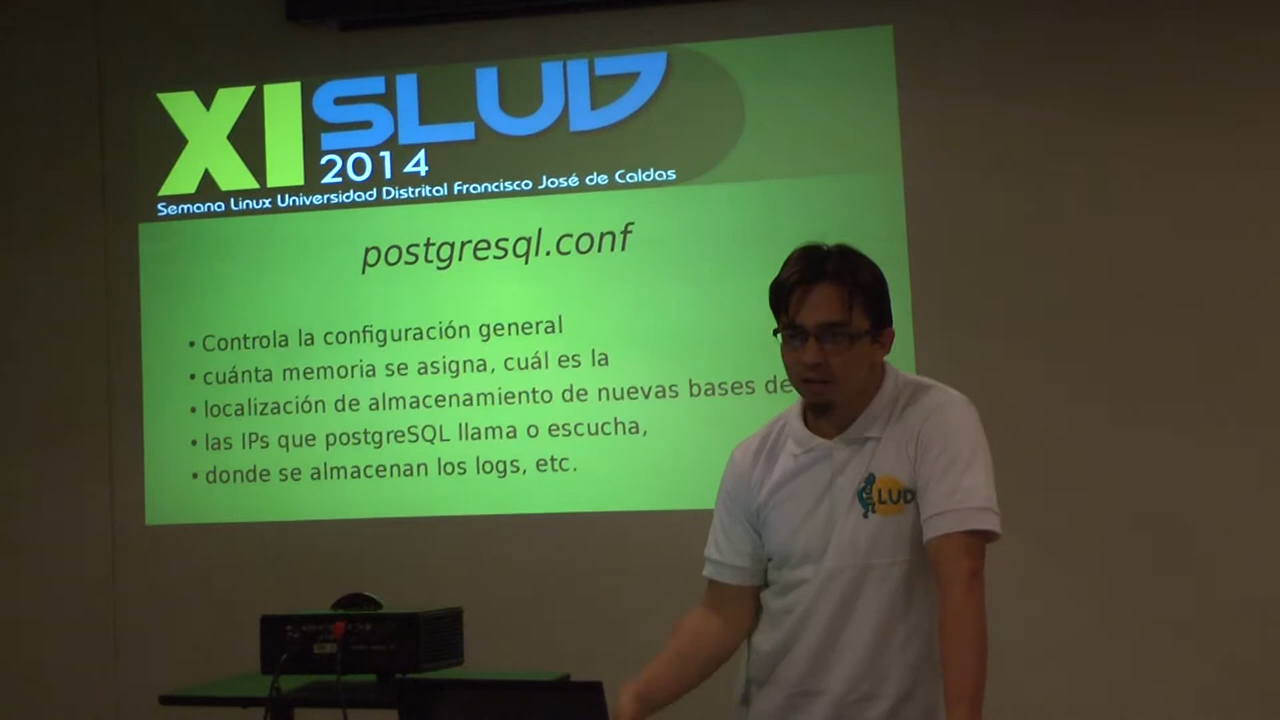 XI SLUD
2014
Semana Linux Universidad Distrital Francisco José de Caldas
postgresql.conf
• Controla la configuración general
• cuánta memoria se asigna, cuál es la
• localización de almacenamiento de nuevas bases de
• las IPs que postgreSQL llama o escucha,
• donde se almacenan los logs, etc.
LUD